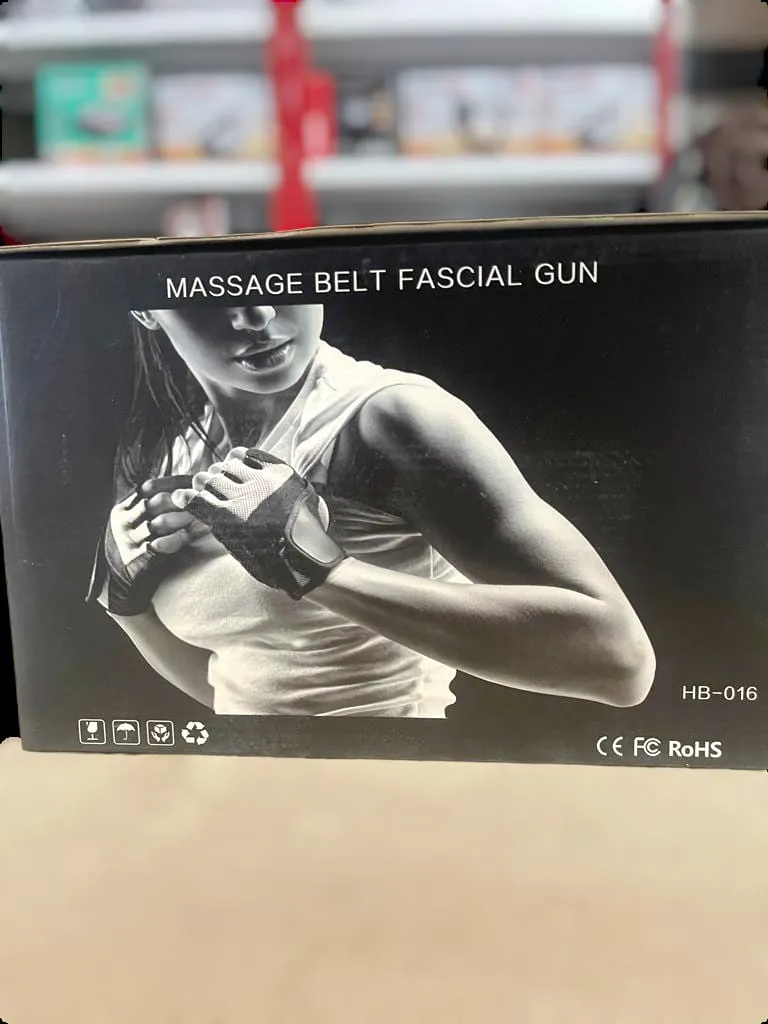 MASSAGE BELT FASCIAL GUN
HB-016
CE FC RoHS